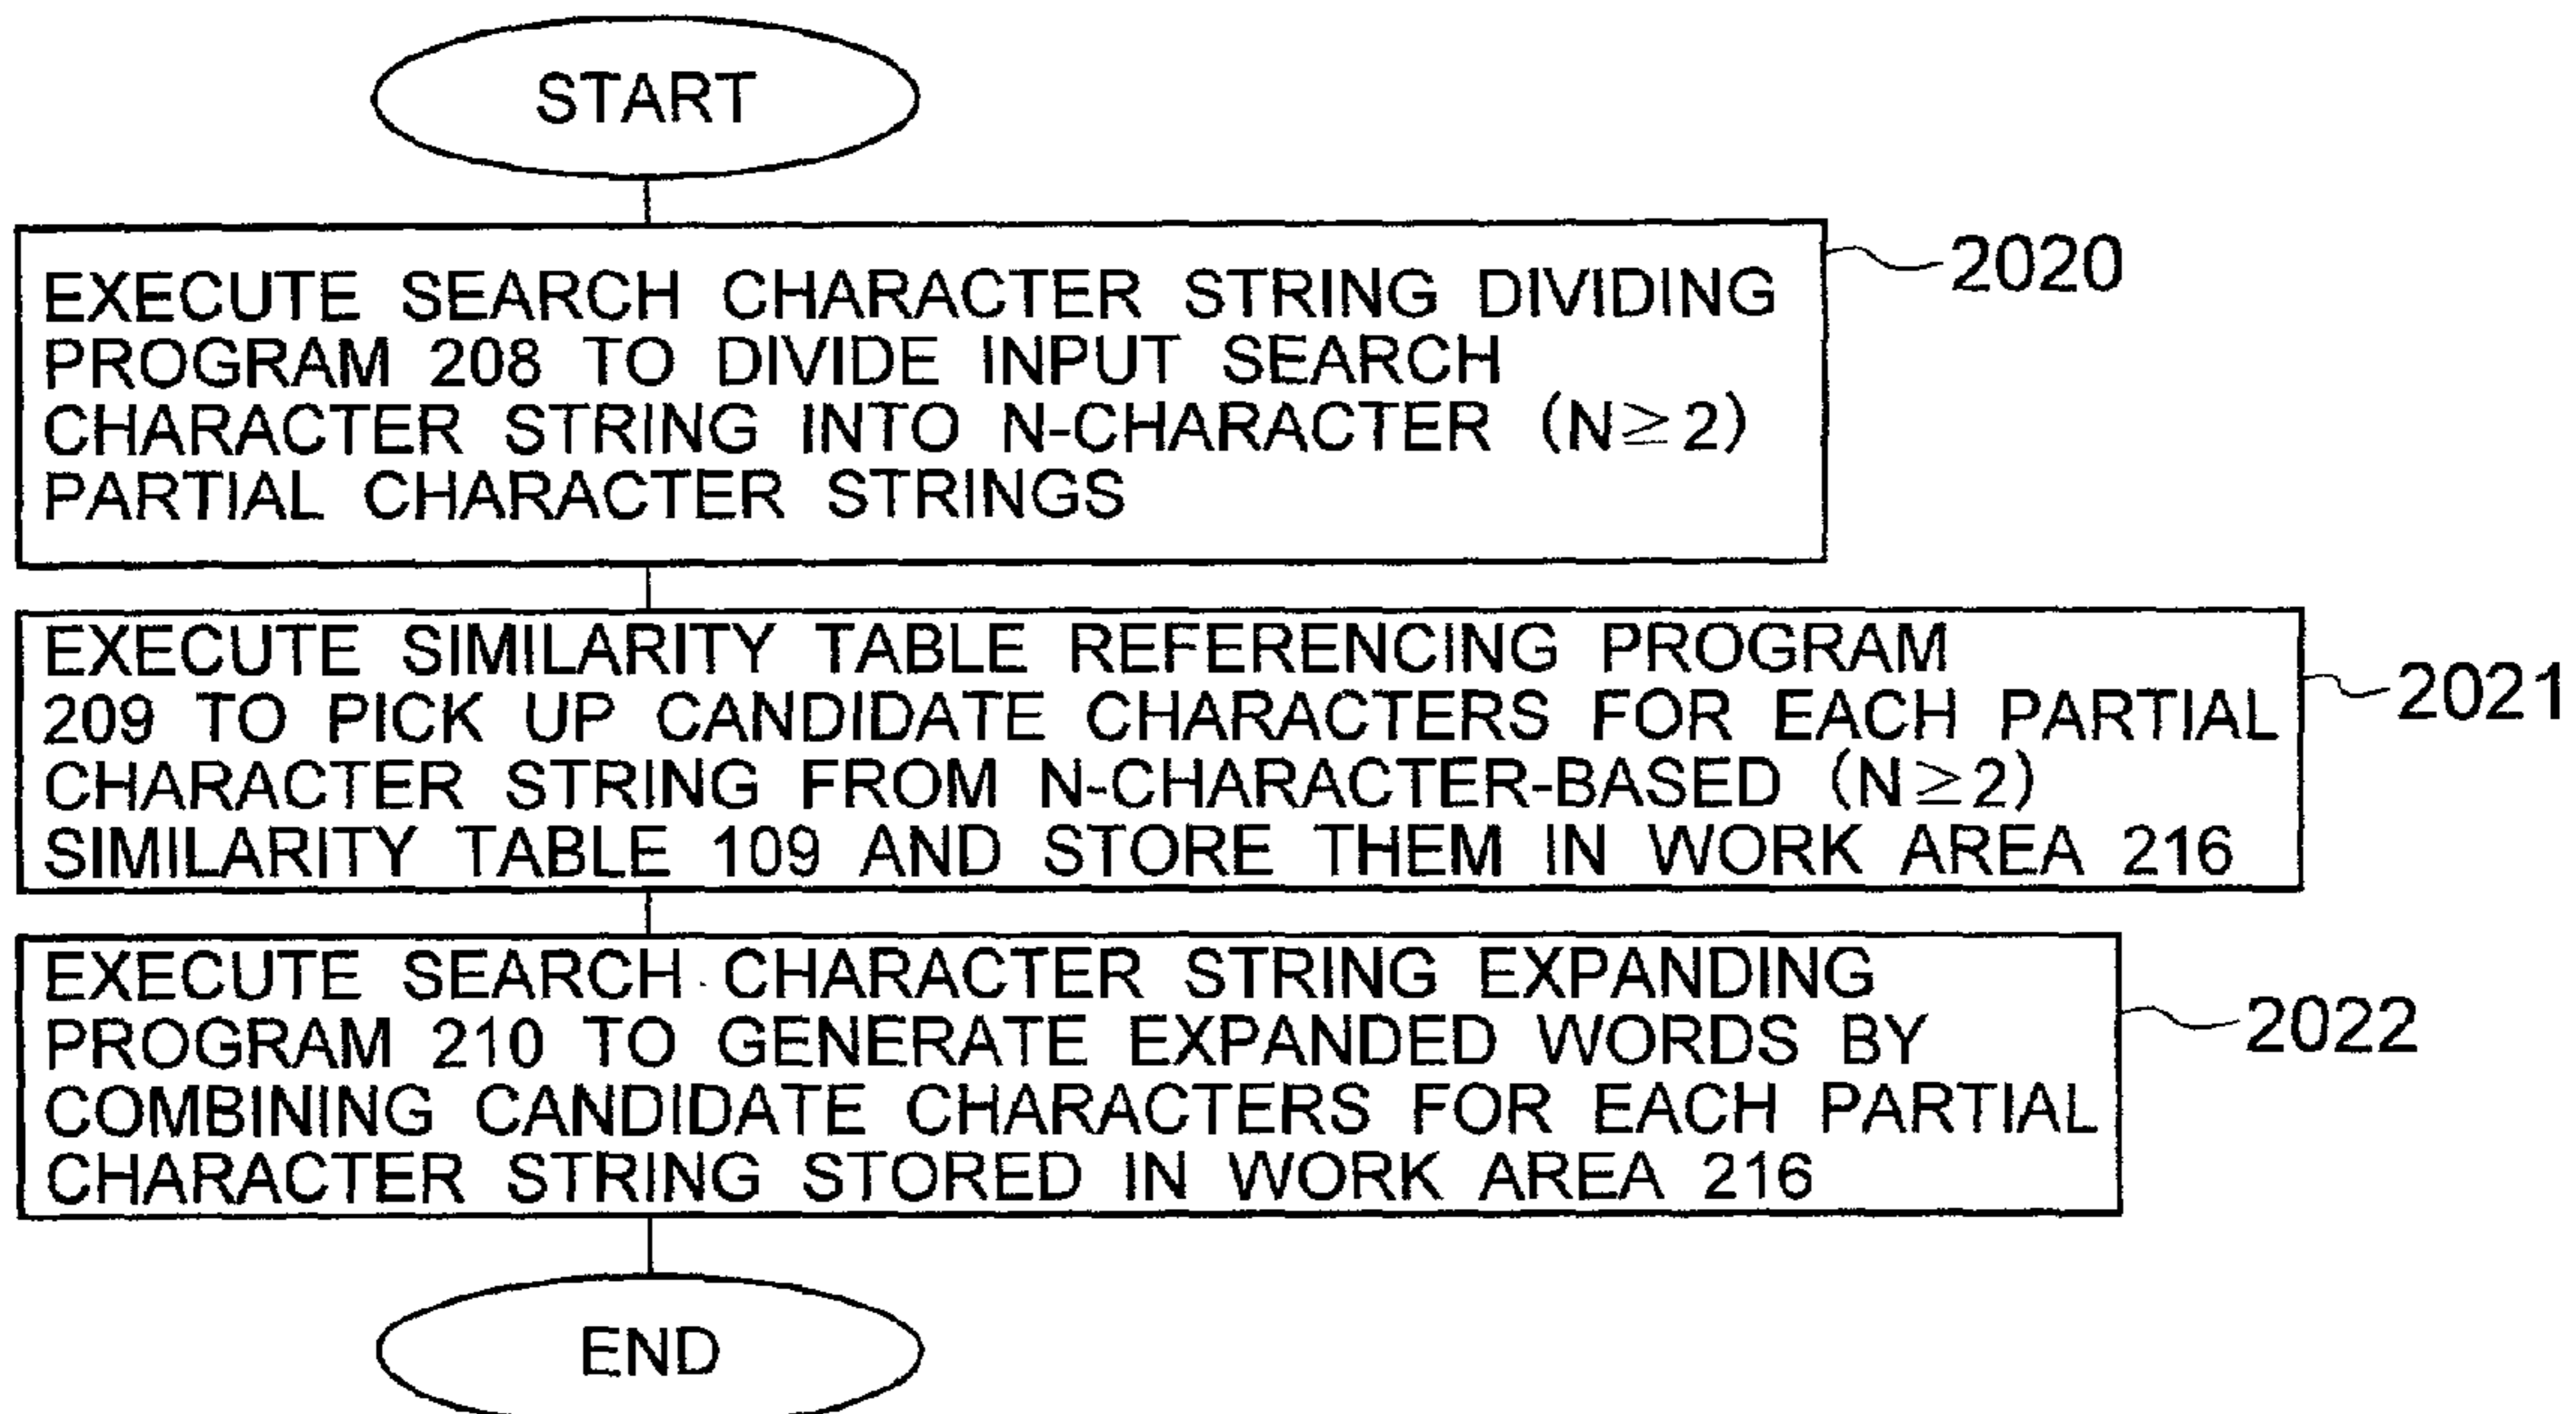 START
EXECUTE SEARCH CHARACTER STRING DIVIDING
PROGRAM 208 TO DIVIDE INPUT SEARCH
CHARACTER STRING INTO N-CHARACTER (N≧2)
PARTIAL CHARACTER STRINGS
2020
EXECUTE SIMILARITY TABLE REFERENCING PROGRAM
209 TO PICK UP CANDIDATE CHARACTERS FOR EACH PARTIAL
CHARACTER STRING FROM N-CHARACTER-BASED (N≧2)
SIMILARITY TABLE 109 AND STORE THEM IN WORK AREA 216
2021
EXECUTE SEARCH CHARACTER STRING EXPANDING
PROGRAM 210 TO GENERATE EXPANDED WORDS BY
COMBINING CANDIDATE CHARACTERS FOR EACH PARTIAL
CHARACTER STRING STORED IN WORK AREA 216
2022
END